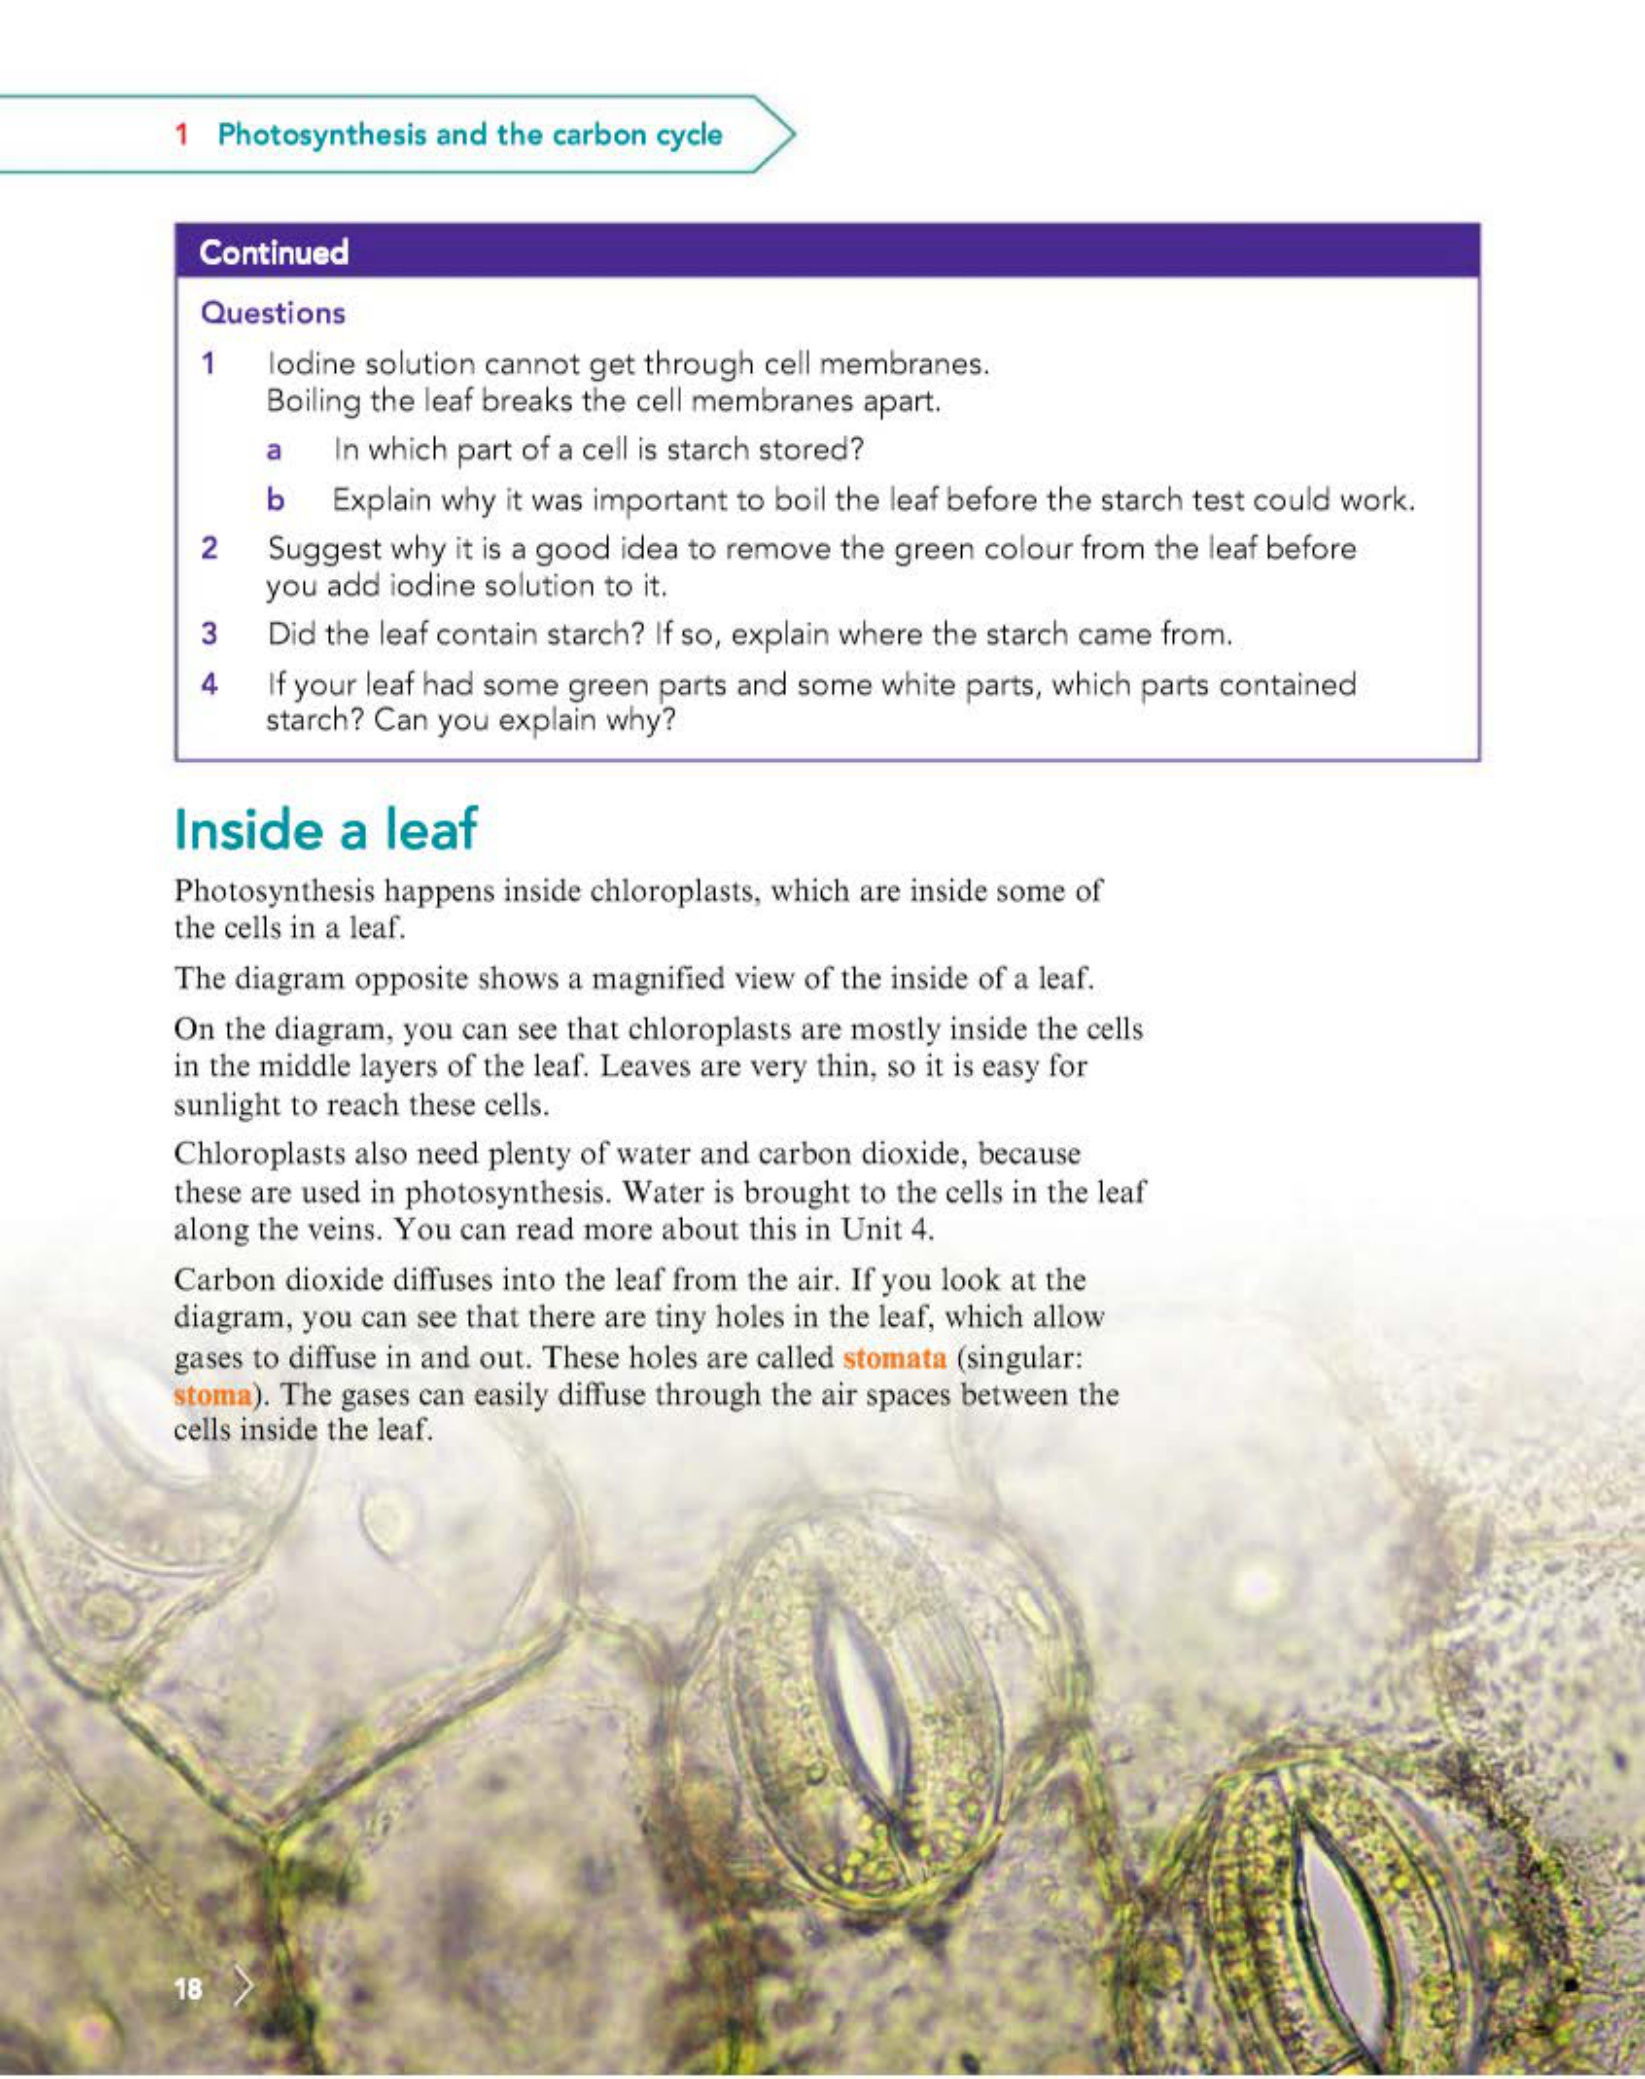 1 Photosynthesis and the carbon cycle
Continued
Questions
1 Iodine solution cannot get through cell membranes.
Boiling the leaf breaks the cell membranes apart.
a In which part of a cell is starch stored?
b Explain why it was important to boil the leaf before the starch test could work.
2 Suggest why it is a good idea to remove the green colour from the leaf before
you add iodine solution to it.
3 Did the leaf contain starch? If so, explain where the starch came from.
4 If your leaf had some green parts and some white parts, which parts contained
starch? Can you explain why?
Inside a leaf
Photosynthesis happens inside chloroplasts, which are inside some of
the cells in a leaf.
The diagram opposite shows a magnified view of the inside of a leaf.
On the diagram, you can see that chloroplasts are mostly inside the cells
in the middle layers of the leaf. Leaves are very thin, so it is easy for
sunlight to reach these cells.
Chloroplasts also need plenty of water and carbon dioxide, because
these are used in photosynthesis. Water is brought to the cells in the leaf
along the veins. You can read more about this in Unit 4.
Carbon dioxide diffuses into the leaf from the air. If you look at the
diagram, you can see that there are tiny holes in the leaf, which allow
gases to diffuse in and out. These holes are called stomata (singular:
stoma). The gases can easily diffuse through the air spaces between the
cells inside the leaf.
18